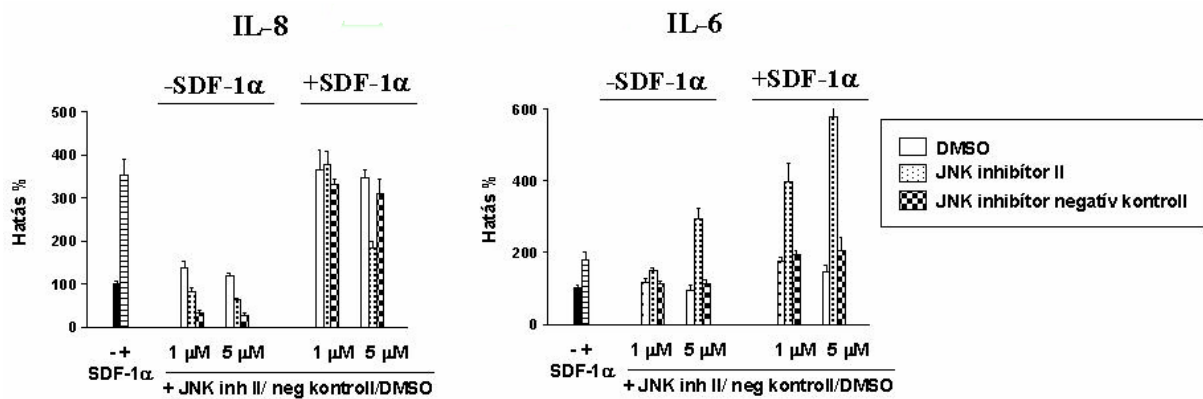 IL-8
-SDF-1α +SDF-1α
500
400
300
200
100
0
Hatás %
- +
SDF-1α
1 µM 5 µM 1 µM 5 µM
+ JNK inh II/ neg kontroll/DMSO
IL-6
-SDF-1α +SDF-1α
600
400
200
0
Hatás %
- +
SDF-1α
1 µM 5 µM 1 µM 5 µM
+ JNK inh II/ neg kontroll/DMSO
DMSO
JNK inhibítor II
JNK inhibítor negatív kontroll